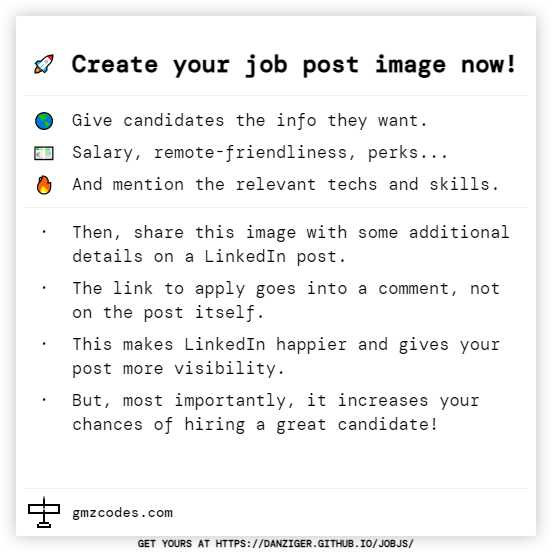 🚀 Create your job post image now!
🌎 Give candidates the info they want.
💵 Salary, remote-friendliness, perks...
🔥 And mention the relevant techs and skills.
· Then, share this image with some additional
details on a LinkedIn post.
· The link to apply goes into a comment, not
on the post itself.
· This makes LinkedIn happier and gives your
post more visibility.
· But, most importantly, it increases your
chances of hiring a great candidate!
gmzcodes.com
GET YOURS AT HTTPS://DANZIGER.GITHUB.IO/JOBJS/